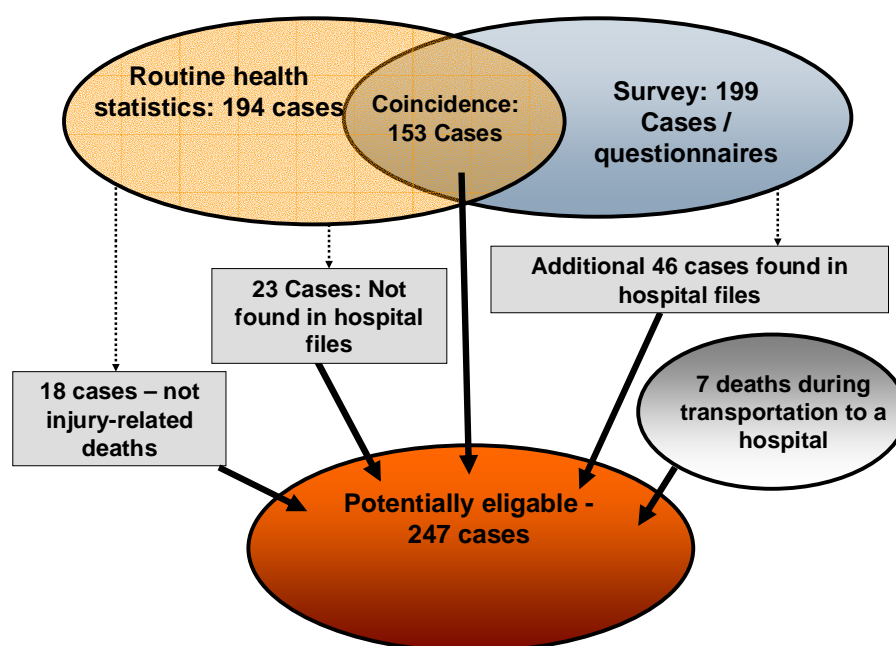 Routine health
statistics: 194 cases
Coincidence:
153 Cases
Survey: 199
Cases /
questionnaires
23 Cases: Not
found in hospital
files
Additional 46 cases found in
hospital files
18 cases – not
injury-related
deaths
7 deaths during
transportation to a
hospital
Potentially eligable -
247 cases